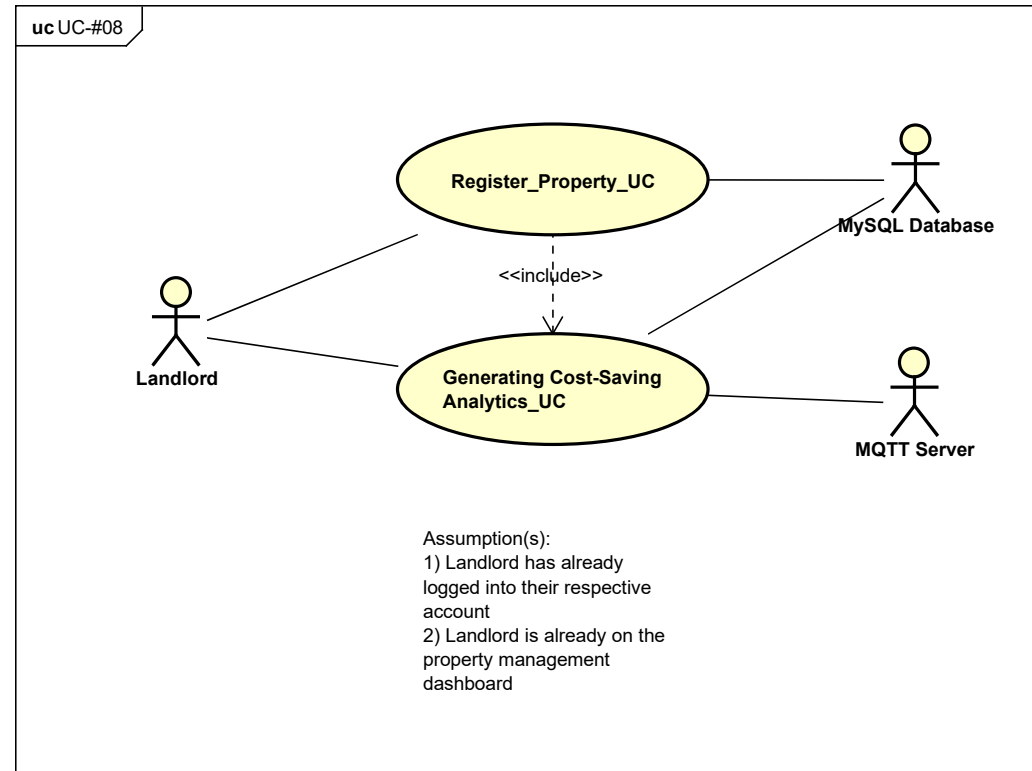 uc UC-#08
Register_Property_UC
MySQL Database
<<include>>
Landlord
Generating Cost-Saving
Analytics_UC
MQTT Server
Assumption(s):
1) Landlord has already
logged into their respective
account
2) Landlord is already on the
property management
dashboard